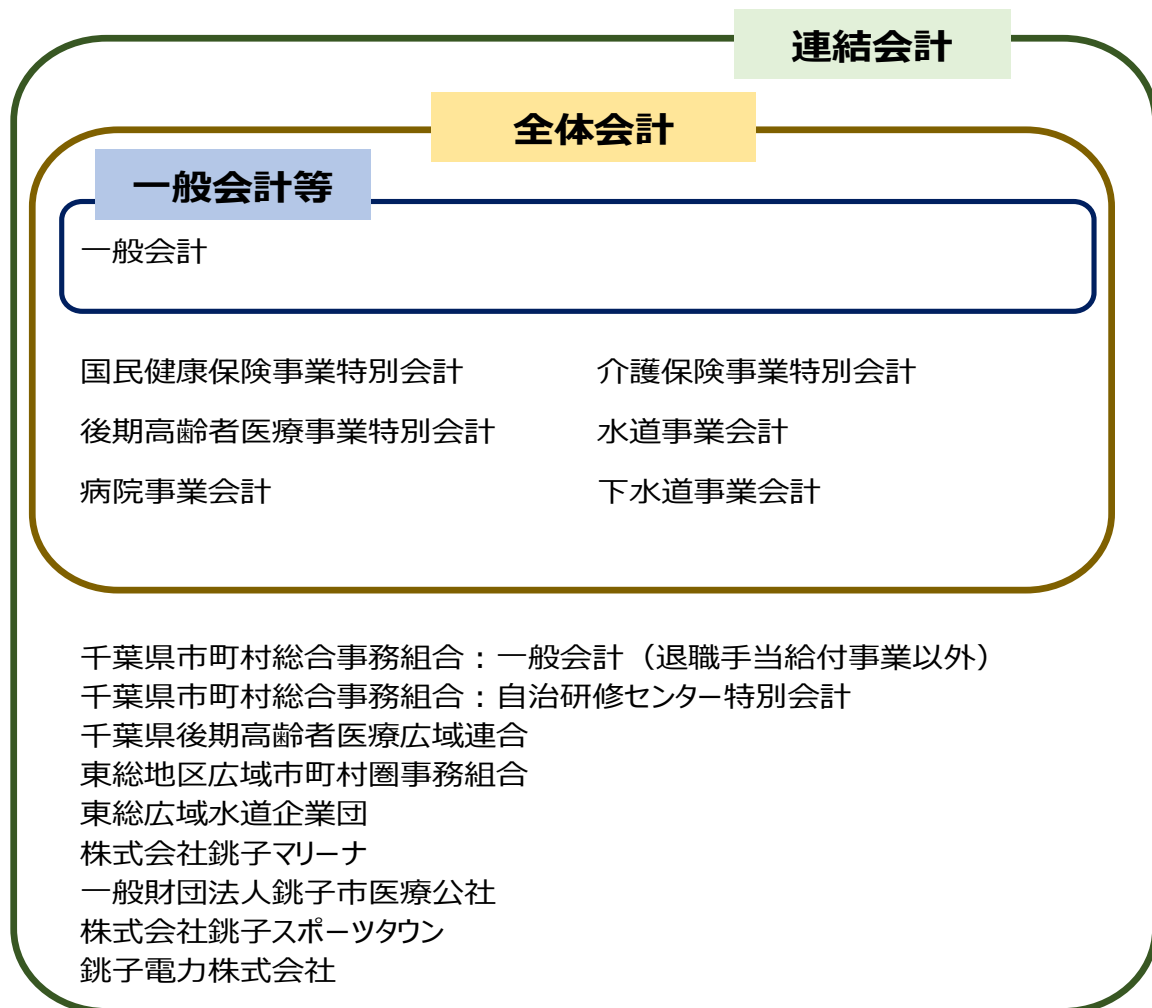 連結会計
全体会計
一般会計等
一般会計
国民健康保険事業特別会計 介護保険事業特別会計
後期高齢者医療事業特別会計 水道事業会計
病院事業会計 下水道事業会計
千葉県市町村総合事務組合：一般会計（退職手当給付事業以外）
千葉県市町村総合事務組合：自治研修センター特別会計
千葉県後期高齢者医療広域連合
東総地区広域市町村圏事務組合
東総広域水道企業団
株式会社銚子マリーナ
一般財団法人銚子市医療公社
株式会社銚子スポーツタウン
銚子電力株式会社